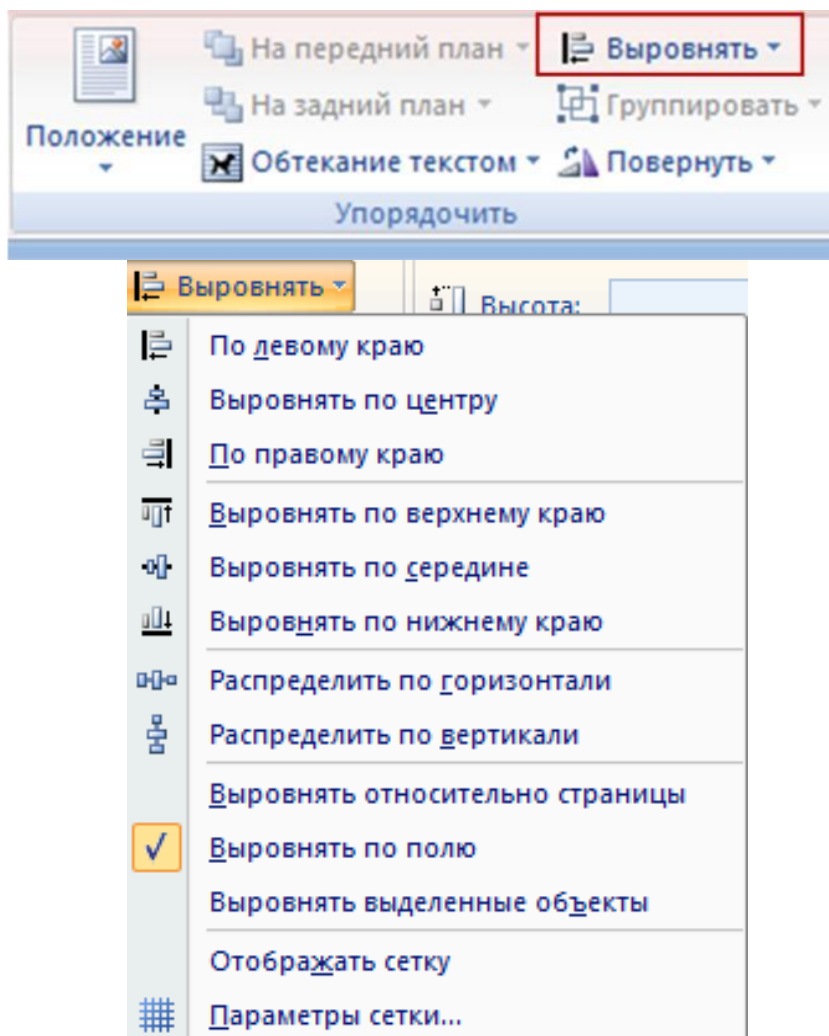 На передний план
Выровнять
На задний план
Группировать
Положение
Обтекание текстом
Повернуть
Упорядочить
Выровнять
Высота:
По левому краю
Выровнять по центру
По правому краю
Выровнять по верхнему краю
Выровнять по середине
Выровнять по нижнему краю
Распределить по горизонтали
Распределить по вертикали
Выровнять относительно страницы
Выровнять по полю
Выровнять выделенные объекты
Отображать сетку
Параметры сетки...